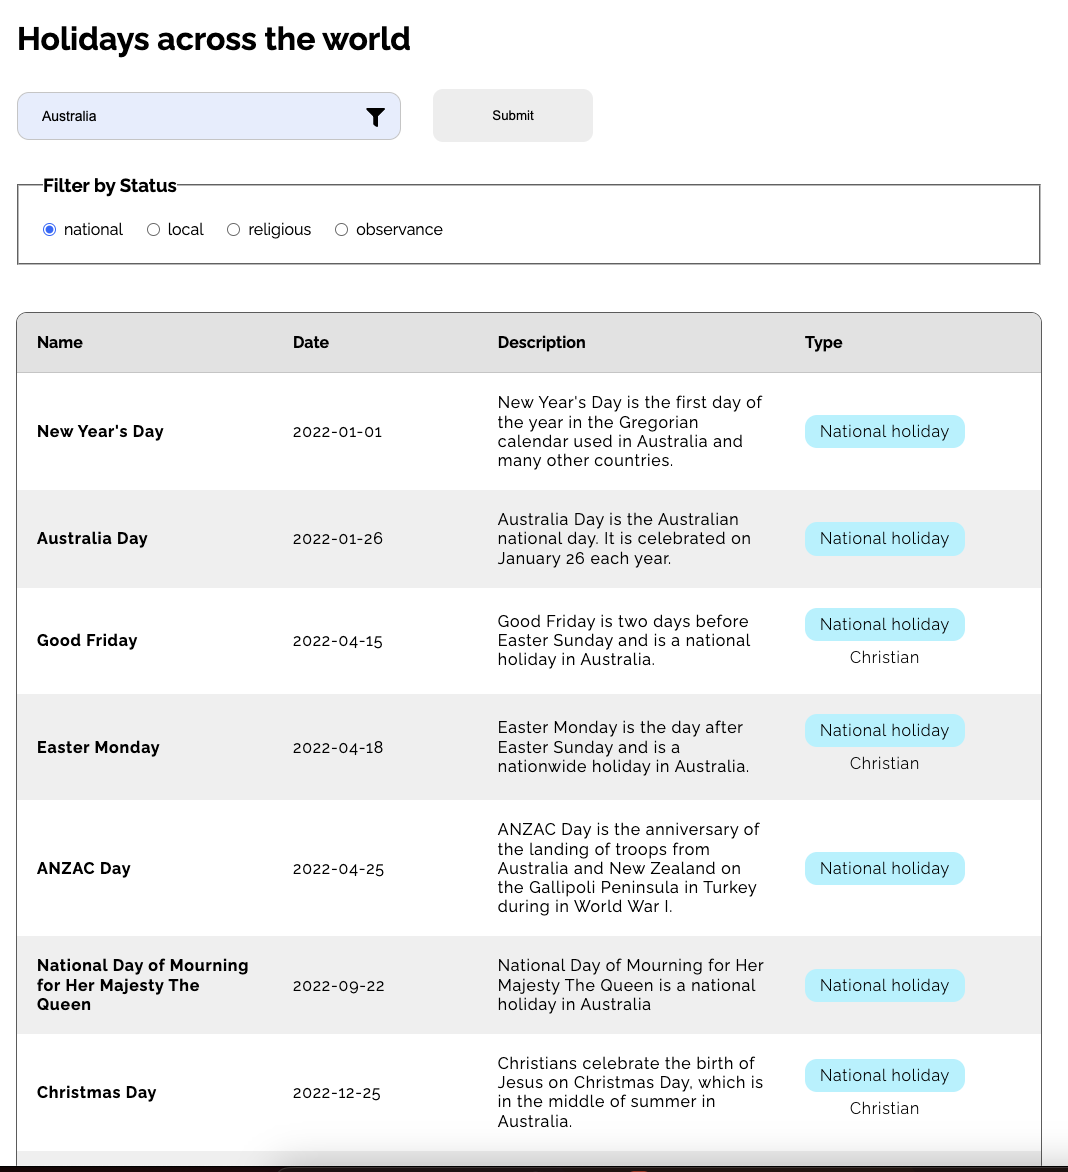 Holidays across the world
Australia
Submit
Filter by Status
national local religious observance
Name Date Description Type
New Year's Day 2022-01-01
New Year's Day is the first day of
the year in the Gregorian
calendar used in Australia and
many other countries.
National holiday
Australia Day 2022-01-26
Australia Day is the Australian
national day. It is celebrated on
January 26 each year.
National holiday
Good Friday 2022-04-15
Good Friday is two days before
Easter Sunday and is a national
holiday in Australia.
National holiday
Christian
Easter Monday 2022-04-18
Easter Monday is the day after
Easter Sunday and is a
nationwide holiday in Australia.
National holiday
Christian
ANZAC Day 2022-04-25
ANZAC Day is the anniversary of
the landing of troops from
Australia and New Zealand on
the Gallipoli Peninsula in Turkey
during in World War I.
National holiday
National Day of Mourning
for Her Majesty The
Queen
2022-09-22
National Day of Mourning for Her
Majesty The Queen is a national
holiday in Australia
National holiday
Christmas Day 2022-12-25
Christians celebrate the birth of
Jesus on Christmas Day, which is
in the middle of summer in
Australia.
National holiday
Christian